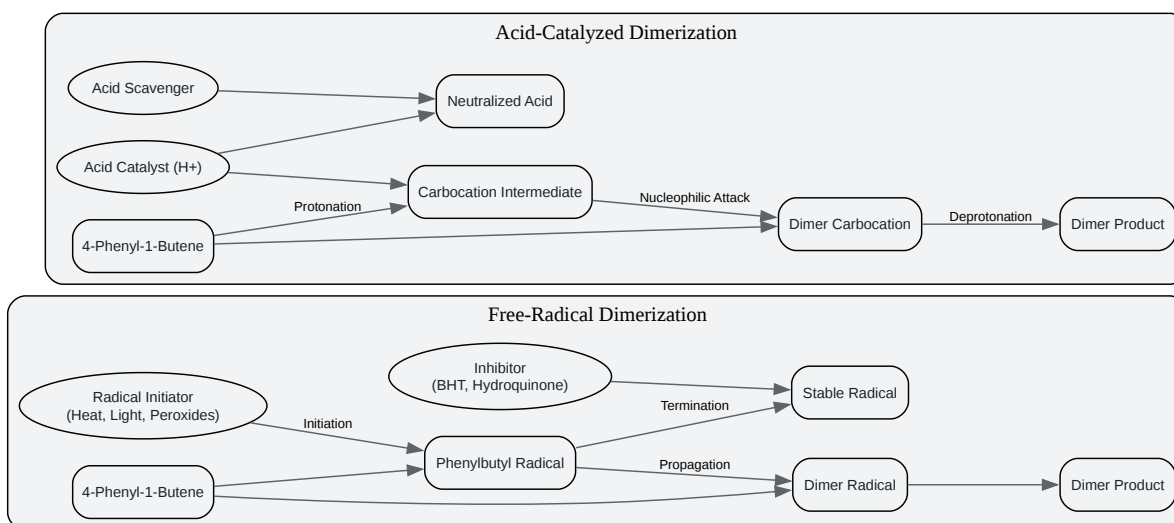 Acid-Catalyzed Dimerization
Acid Scavenger
Neutralized Acid
Acid Catalyst (H+)
Carbocation Intermediate
Protonation
Nucleophilic Attack
4-Phenyl-1-Butene
Dimer Carbocation
Deprotonation
Dimer Product
Free-Radical Dimerization
Inhibitor
(BHT, Hydroquinone)
Radical Initiator
(Heat, Light, Peroxides)
Stable Radical
Initiation
Termination
Phenylbutyl Radical
Propagation
4-Phenyl-1-Butene
Dimer Radical
Dimer Product